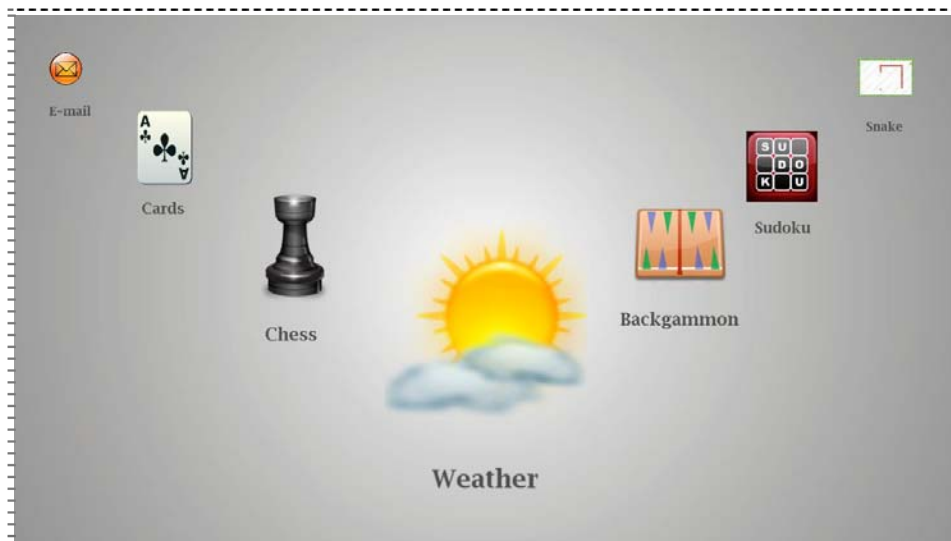 E-mail
A
A
Cards
Chess
Weather
Backgammon
S U
D O
K U
Sudoku
Snake